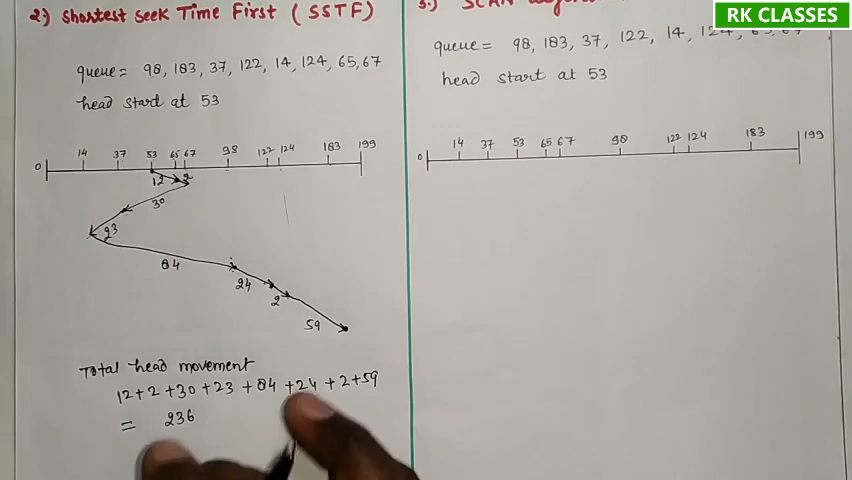 RK CLASSES
2) Shortest Seek Time First (SSTF)
queue = 98, 183, 37, 122, 14, 124, 65, 67
head start at 53
0 14 37 53 65 67 98 122 124 183 199
12 2
30
23
84
24
2
59
Total head movement
12+2+30+23+84+24+2+59
= 236
3.) SCAN
queue = 98, 183, 37, 122, 14, 124, 65, 67
head start at 53
0 14 37 53 65 67 98 122 124 183 199